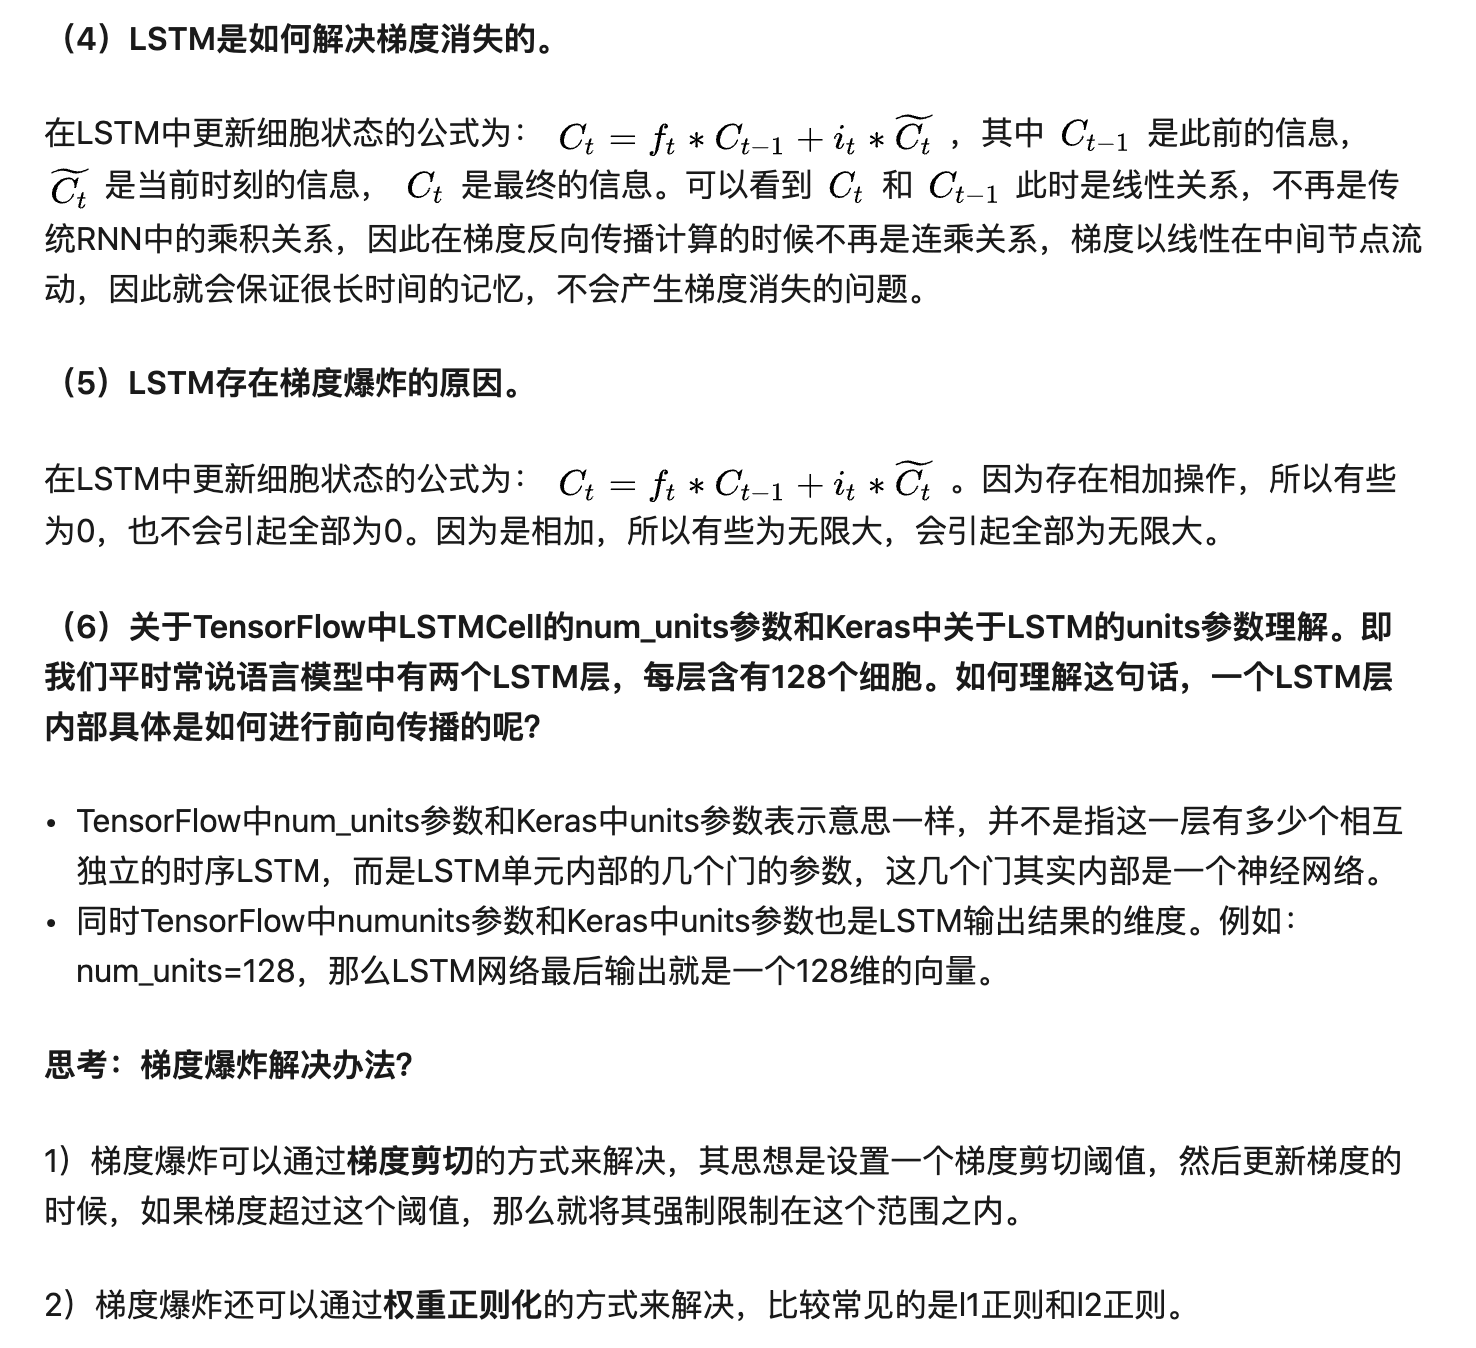 （4）LSTM是如何解决梯度消失的。
在LSTM中更新细胞状态的公式为： $C_t = f_t * C_{t-1} + i_t * \widetilde{C_t}$ ，其中 $C_{t-1}$ 是此前的信息，
$\widetilde{C_t}$ 是当前时刻的信息， $C_t$ 是最终的信息。可以看到 $C_t$ 和 $C_{t-1}$ 此时是线性关系，不再是传
统RNN中的乘积关系，因此在梯度反向传播计算的时候不再是连乘关系，梯度以线性在中间节点流
动，因此就会保证很长时间的记忆，不会产生梯度消失的问题。
（5）LSTM存在梯度爆炸的原因。
在LSTM中更新细胞状态的公式为： $C_t = f_t * C_{t-1} + i_t * \widetilde{C_t}$ 。因为存在相加操作，所以有些
为0，也不会引起全部为0。因为是相加，所以有些为无限大，会引起全部为无限大。
（6）关于TensorFlow中LSTMCell的num_units参数和Keras中关于LSTM的units参数理解。即
我们平时常说语言模型中有两个LSTM层，每层含有128个细胞。如何理解这句话，一个LSTM层
内部具体是如何进行前向传播的呢？
• TensorFlow中num_units参数和Keras中units参数表示意思一样，并不是指这一层有多少个相互
独立的时序LSTM，而是LSTM单元内部的几个门的参数，这几个门其实内部是一个神经网络。
• 同时TensorFlow中numunits参数和Keras中units参数也是LSTM输出结果的维度。例如：
num_units=128，那么LSTM网络最后输出就是一个128维的向量。
思考：梯度爆炸解决办法？
1）梯度爆炸可以通过梯度剪切的方式来解决，其思想是设置一个梯度剪切阈值，然后更新梯度的
时候，如果梯度超过这个阈值，那么就将其强制限制在这个范围之内。
2）梯度爆炸还可以通过权重正则化的方式来解决，比较常见的是l1正则和l2正则。